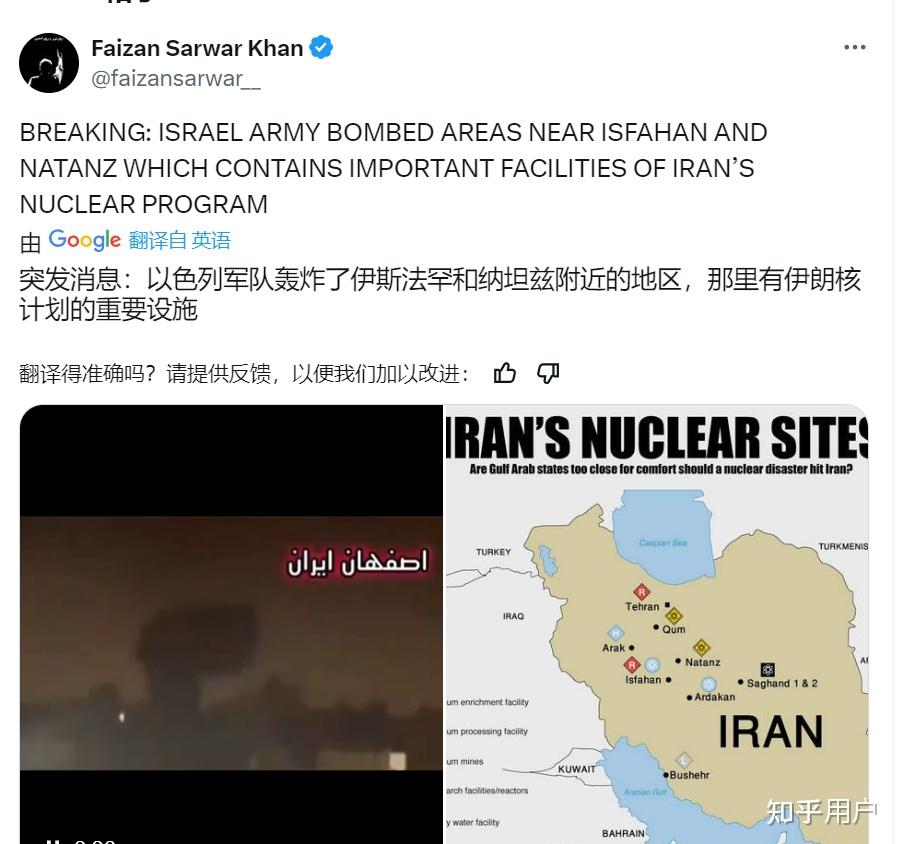 Faizan Sarwar Khan
@faizansarwar__
BREAKING: ISRAEL ARMY BOMBED AREAS NEAR ISFAHAN AND
NATANZ WHICH CONTAINS IMPORTANT FACILITIES OF IRAN’S
NUCLEAR PROGRAM
由 Google 翻译自 英语
突发消息：以色列军队轰炸了伊斯法罕和纳坦兹附近的地区，那里有伊朗核
计划的重要设施
翻译得准确吗？请提供反馈，以便我们加以改进：
اصفهان ایران
IRAN’S NUCLEAR SITES
Are Gulf Arab states too close for comfort should a nuclear disaster hit Iran?
Caspian Sea
TURKEY
TURKMENIS
IRAQ
R
Tehran
Qum
H
Arak
Natanz
R
Isfahan
Saghand 1 & 2
Ardakan
IRAN
um enrichment facility
um processing facility
um mines
KUWAIT
L
Bushehr
arch facilities/reactors
Arabian Gulf
y water facility
BAHRAIN
知乎用户